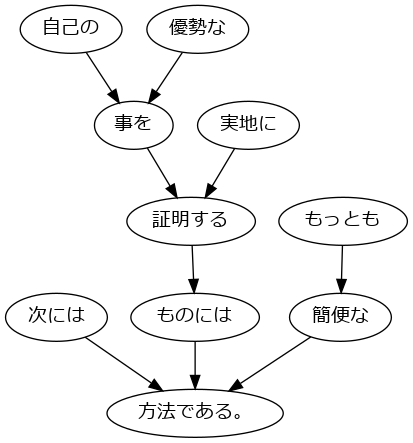 自己の 優勢な
事を 実地に
証明する もっとも
次には ものには 簡便な
方法である。